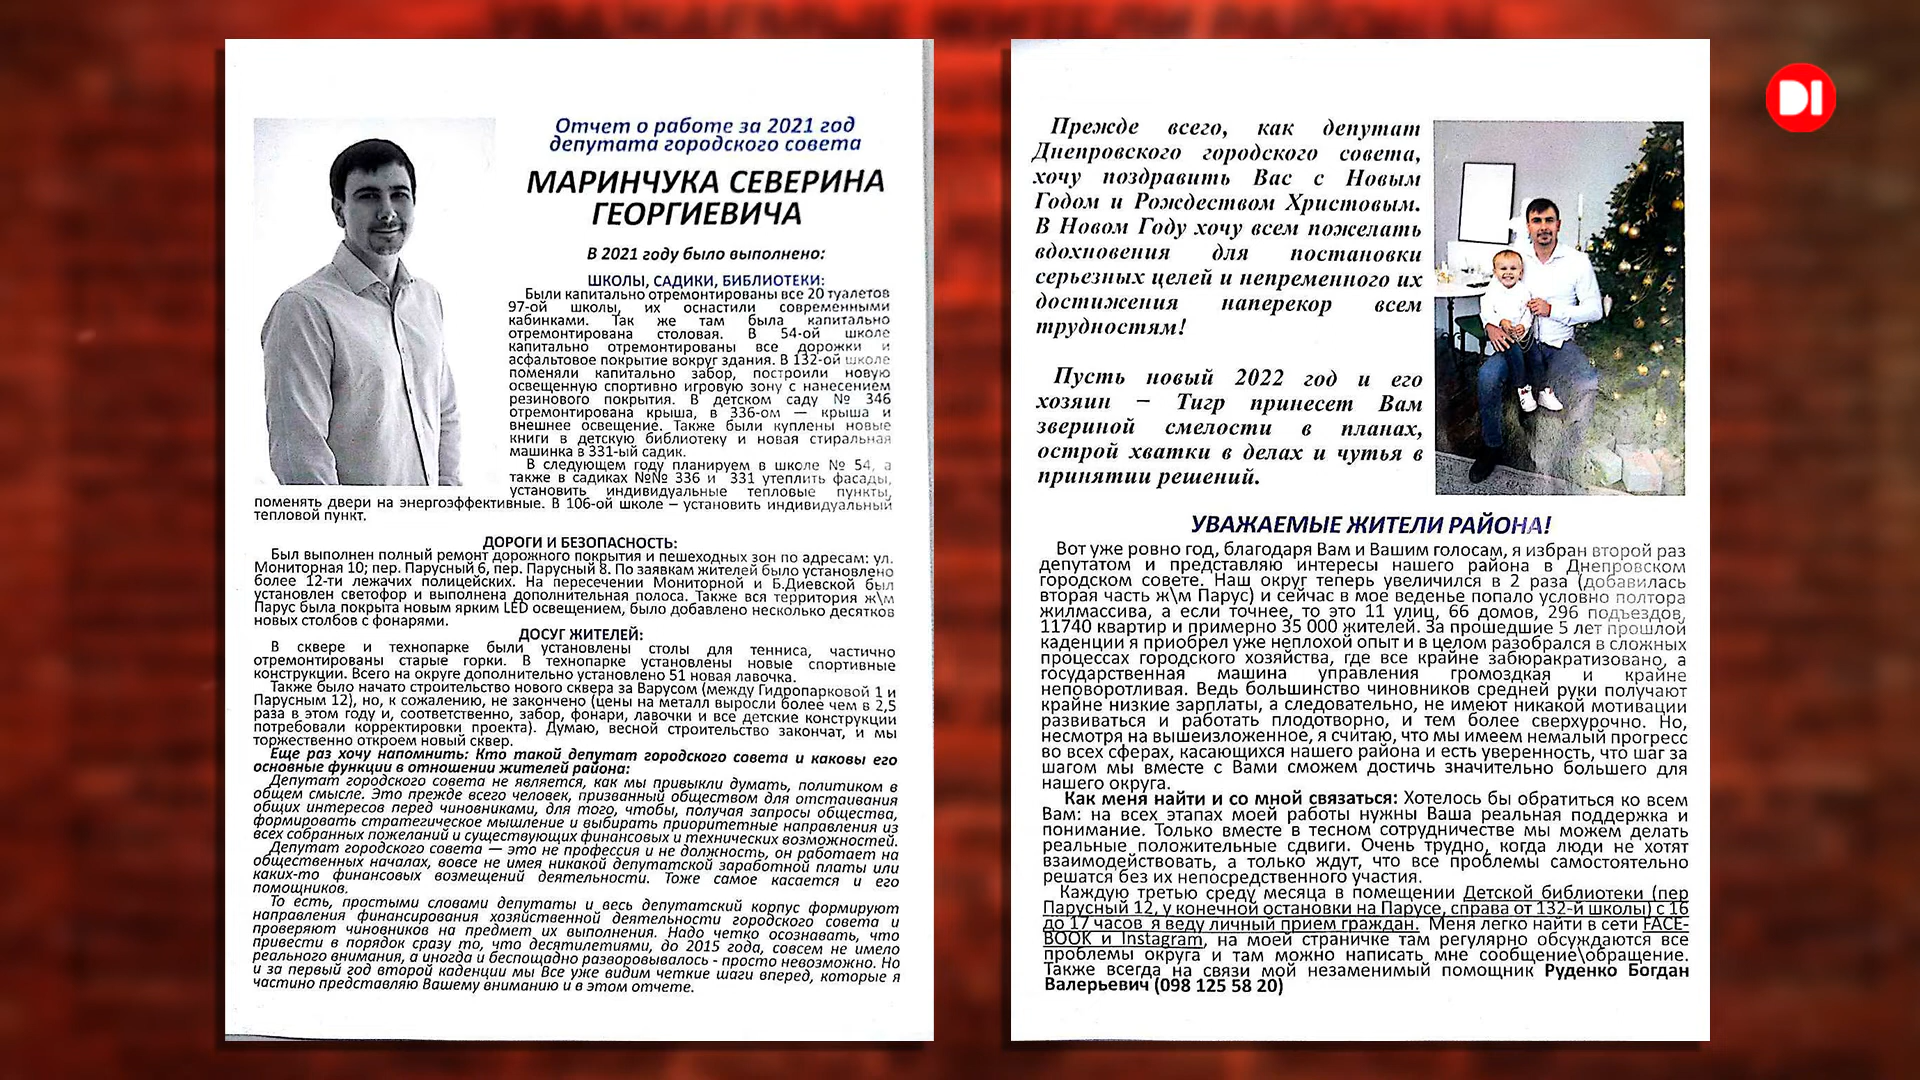 Отчет о работе за 2021 год
депутата городского совета
МАРИНЧУКА СЕВЕРИНА
ГЕОРГИЕВИЧА
В 2021 году было выполнено:
ШКОЛЫ, САДИКИ, БИБЛИОТЕКИ:
Были капитально отремонтированы все 20 туалетов
97-ой школы, их оснастили современными
кабинками. Так же там была капитально
отремонтирована столовая. В 54-ой школе
капитально отремонтированы все дорожки и
асфальтовое покрытие вокруг здания. В 132-ой школе
поменяли капитально забор, построили новую
освещенную спортивно игровую зону с нанесением
резинового покрытия. В детском саду № 346
отремонтирована крыша, в 336-ом — крыша и
внешнее освещение. Также были куплены новые
книги в детскую библиотеку и новая стиральная
машинка в 331-ый садик.
В следующем году планируем в школе № 54, а
также в садиках №№ 336 и 331 утеплить фасады,
установить индивидуальные тепловые пункты,
поменять двери на энергоэффективные. В 106-ой школе – установить индивидуальный
тепловой пункт.
ДОРОГИ И БЕЗОПАСНОСТЬ:
Был выполнен полный ремонт дорожного покрытия и пешеходных зон по адресам: ул.
Мониторная 10; пер. Парусный 6, пер. Парусный 8. По заявкам жителей было установлено
более 12-ти лежачих полицейских. На пересечении Мониторной и Б.Диевской был
установлен светофор и выполнена дополнительная полоса. Также вся территория ж\м
Парус была покрыта новым ярким LED освещением, было добавлено несколько десятков
новых столбов с фонарями.
ДОСУГ ЖИТЕЛЕЙ:
В сквере и технопарке были установлены столы для тенниса, частично
отремонтированы старые горки. В технопарке установлены новые спортивные
конструкции. Всего на округе дополнительно установлено 51 новая лавочка.
Также было начато строительство нового сквера за Варусом (между Гидропарковой 1 и
Парусным 12), но, к сожалению, не закончено (цены на металл выросли более чем в 2,5
раза в этом году и, соответственно, забор, фонари, лавочки и все детские конструкции
потребовали корректировки проекта). Думаю, весной строительство закончат, и мы
торжественно откроем новый сквер.
Еще раз хочу напомнить: Кто такой депутат городского совета и каковы его
основные функции в отношении жителей района:
Депутат городского совета не является, как мы привыкли думать, политиком в
общем смысле. Это прежде всего человек, призванный обществом для отстаивания
общих интересов перед чиновниками, для того, чтобы, получая запросы общества,
формировать стратегическое мышление и выбирать приоритетные направления из
всех собранных пожеланий и существующих финансовых и технических возможностей.
Депутат городского совета — это не профессия и не должность, он работает на
общественных началах, вовсе не имея никакой депутатской заработной платы или
каких-то финансовых возмещений деятельности. Тоже самое касается и его
помощников.
То есть, простыми словами депутаты и весь депутатский корпус формируют
направления финансирования хозяйственной деятельности городского совета и
проверяют чиновников на предмет их выполнения. Надо четко осознавать, что
привести в порядок сразу то, что десятилетиями, до 2015 года, совсем не имело
реального внимания, а иногда и беспощадно разворовывалось - просто невозможно. Но
и за первый год второй каденции мы Все уже видим четкие шаги вперед, которые я
частино представляю Вашему вниманию и в этом отчете.
Прежде всего, как депутат
Днепровского городского совета,
хочу поздравить Вас с Новым
Годом и Рождеством Христовым.
В Новом Году хочу всем пожелать
вдохновения для постановки
серьезных целей и непременного их
достижения наперекор всем
трудностям!
Пусть новый 2022 год и его
хозяин – Тигр принесет Вам
звериной смелости в планах,
острой хватки в делах и чутья в
принятии решений.
УВАЖАЕМЫЕ ЖИТЕЛИ РАЙОНА!
Вот уже ровно год, благодаря Вам и Вашим голосам, я избран второй раз
депутатом и представляю интересы нашего района в Днепровском
городском совете. Наш округ теперь увеличился в 2 раза (добавилась
вторая часть ж\м Парус) и сейчас в мое веденье попало условно полтора
жилмассива, а если точнее, то это 11 улиц, 66 домов, 296 подъездов,
11740 квартир и примерно 35 000 жителей. За прошедшие 5 лет прошлой
каденции я приобрел уже неплохой опыт и в целом разобрался в сложных
процессах городского хозяйства, где все крайне забюракратизовано, а
государственная машина управления громоздкая и крайне
неповоротливая. Ведь большинство чиновников средней руки получают
крайне низкие зарплаты, а следовательно, не имеют никакой мотивации
развиваться и работать плодотворно, и тем более сверхурочно. Но,
несмотря на вышеизложенное, я считаю, что мы имеем немалый прогресс
во всех сферах, касающихся нашего района и есть уверенность, что шаг за
шагом мы вместе с Вами сможем достичь значительно большего для
нашего округа.
Как меня найти и со мной связаться: Хотелось бы обратиться ко всем
Вам: на всех этапах моей работы нужны Ваша реальная поддержка и
понимание. Только вместе в тесном сотрудничестве мы можем делать
реальные положительные сдвиги. Очень трудно, когда люди не хотят
взаимодействовать, а только ждут, что все проблемы самостоятельно
решатся без их непосредственного участия.
Каждую третью среду месяца в помещении Детской библиотеки (пер
Парусный 12, у конечной остановки на Парусе, справа от 132-й школы) с 16
до 17 часов я веду личный прием граждан. Меня легко найти в сети FACE-
BOOK и Instagram, на моей страничке там регулярно обсуждаются все
проблемы округа и там можно написать мне сообщение\обращение.
Также всегда на связи мой незаменимый помощник Руденко Богдан
Валерьевич (098 125 58 20)
DI